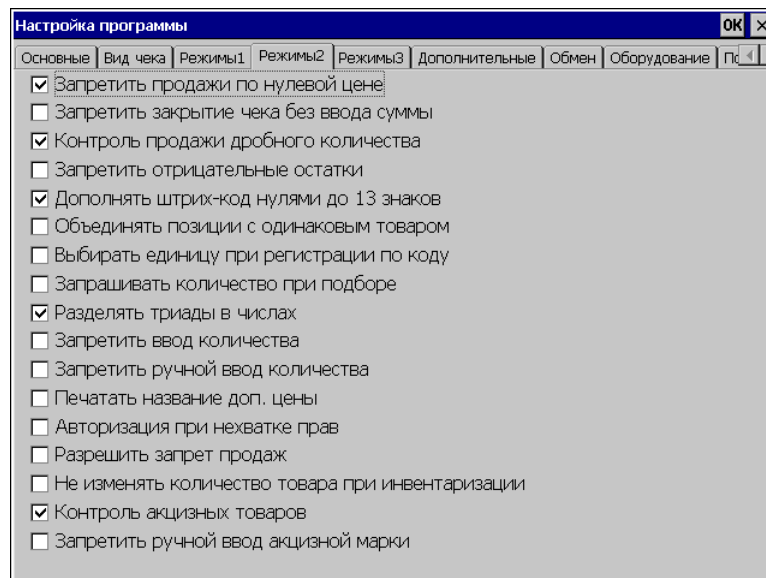 Настройка программы OK ×
Основные Вид чека Режимы1 Режимы2 Режимы3 Дополнительные Обмен Оборудование
Запретить продажи по нулевой цене
Запретить закрытие чека без ввода суммы
Контроль продажи дробного количества
Запретить отрицательные остатки
Дополнять штрих-код нулями до 13 знаков
Объединять позиции с одинаковым товаром
Выбирать единицу при регистрации по коду
Запрашивать количество при подборе
Разделять триады в числах
Запретить ввод количества
Запретить ручной ввод количества
Печатать название доп. цены
Авторизация при нехватке прав
Разрешить запрет продаж
Не изменять количество товара при инвентаризации
Контроль акцизных товаров
Запретить ручной ввод акцизной марки